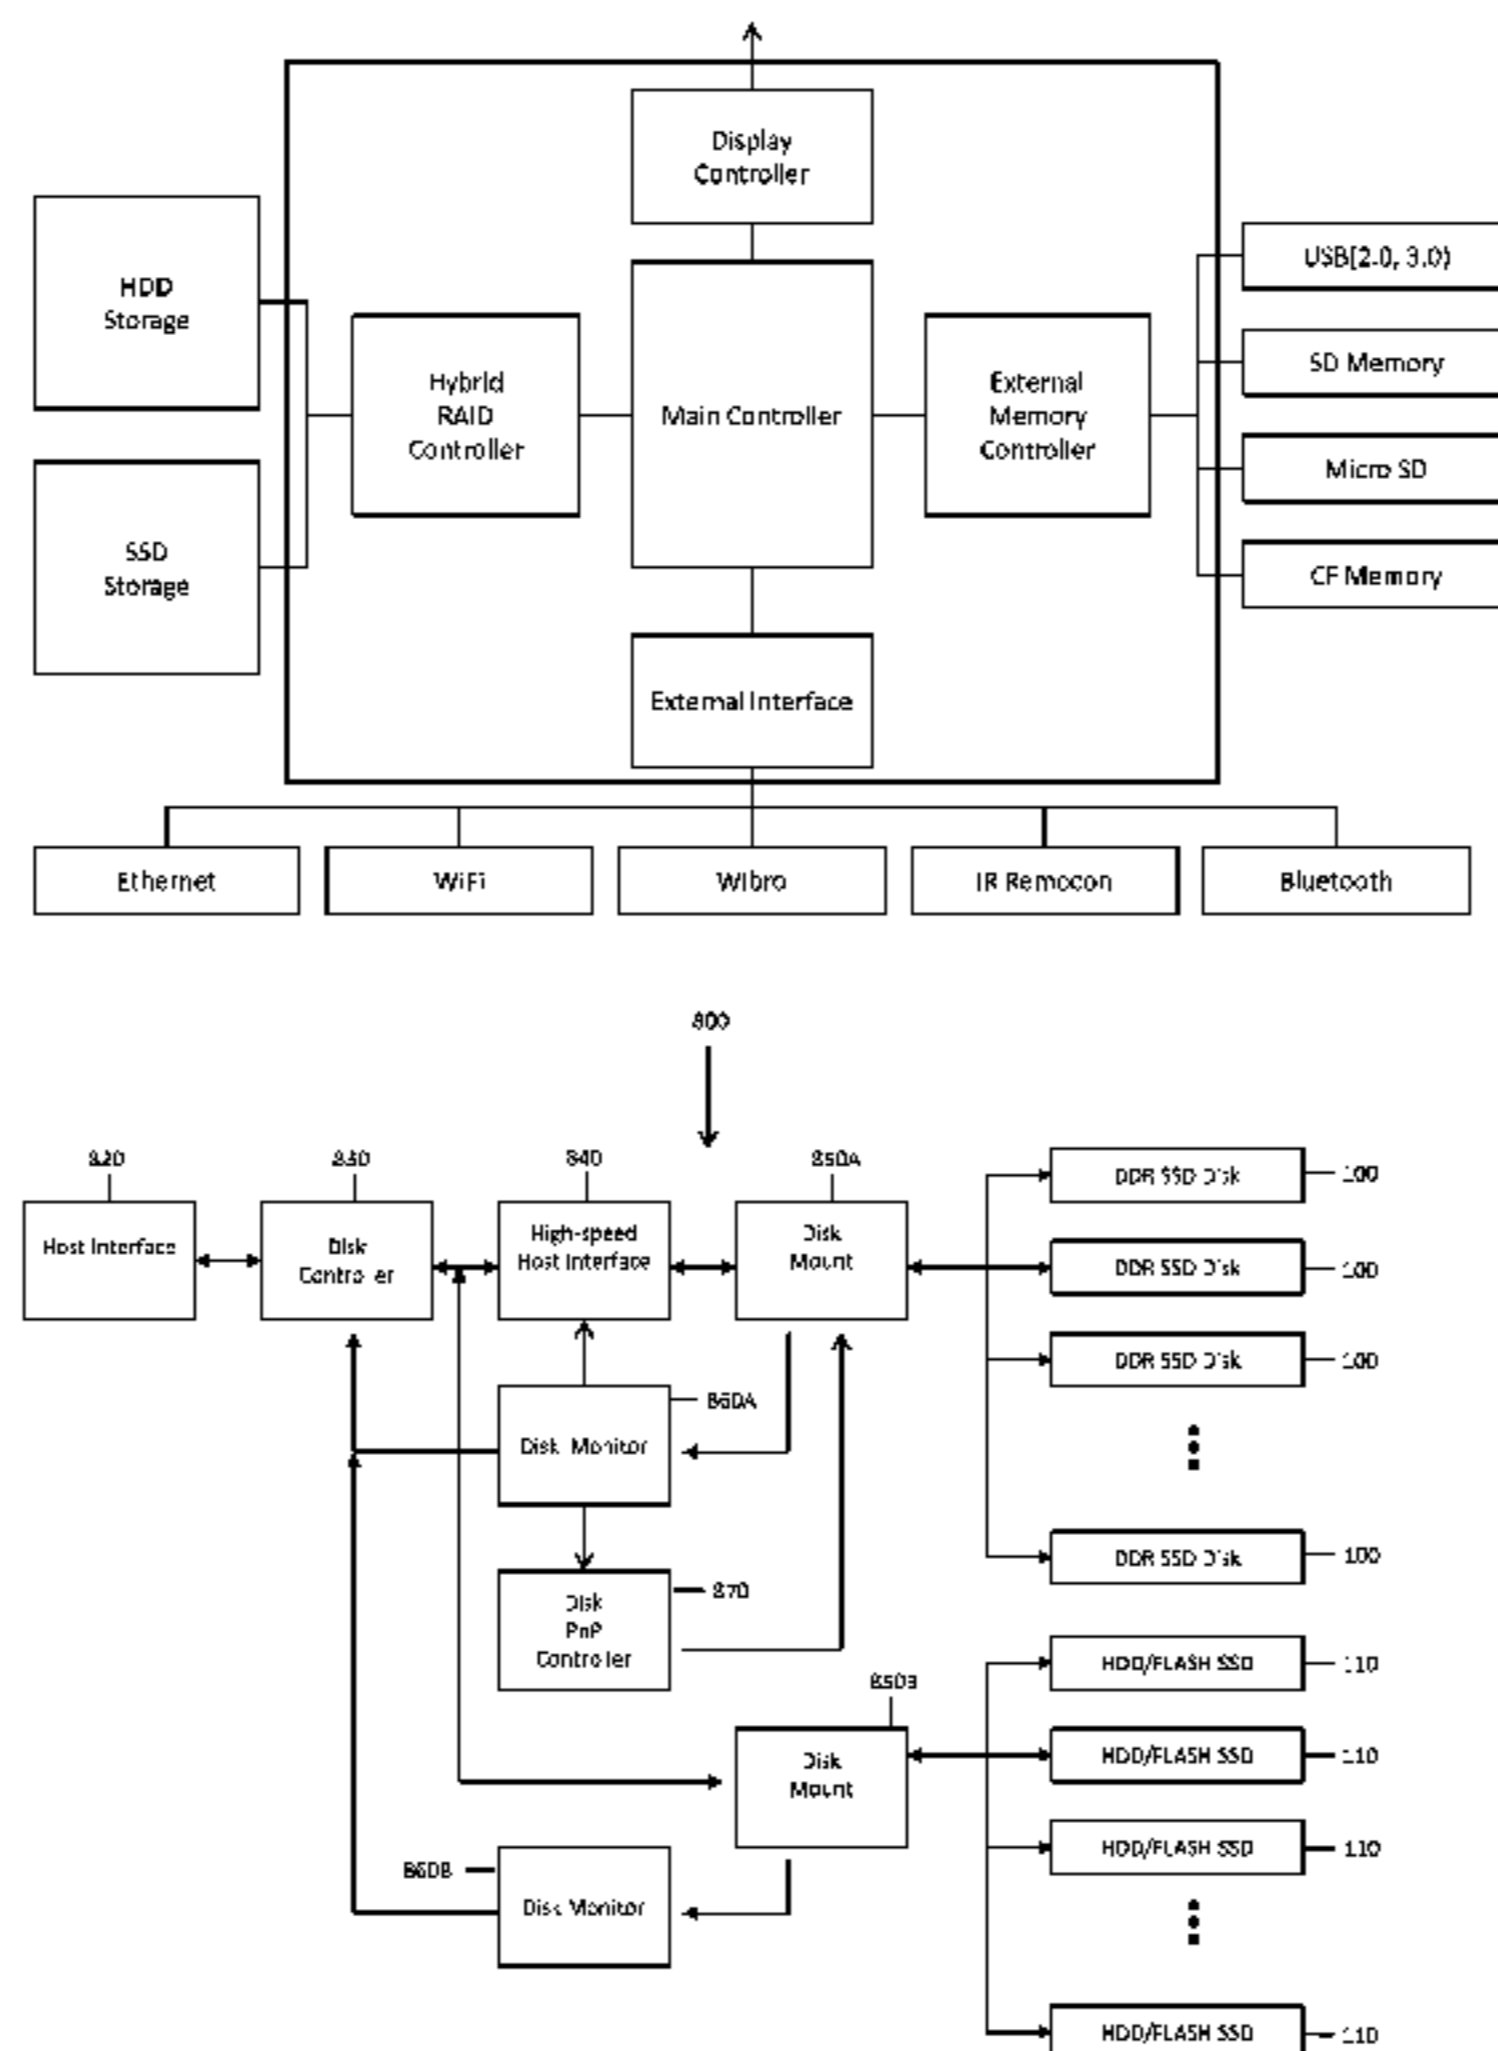 Display
Controller
HDD
Storage
Hybrid
RAID
Controller
Main Controller
External
Memory
Controller
USB(2.0, 3.0)
SD Memory
Micro SD
CF Memory
SSD
Storage
External Interface
Ethernet
WiFi
Wibro
IR Remocon
Bluetooth
800
820
830
840
850A
Host Interface
Disk
Controller
High-speed
Host Interface
Disk
Mount
DDR SSD Disk
100
DDR SSD Disk
100
DDR SSD Disk
100
860A
Disk Monitor
DDR SSD Disk
100
870
Disk
PnP
Controller
HDD/FLASH SSD
110
850B
Disk
Mount
HDD/FLASH SSD
110
HDD/FLASH SSD
110
860B
Disk Monitor
HDD/FLASH SSD
110